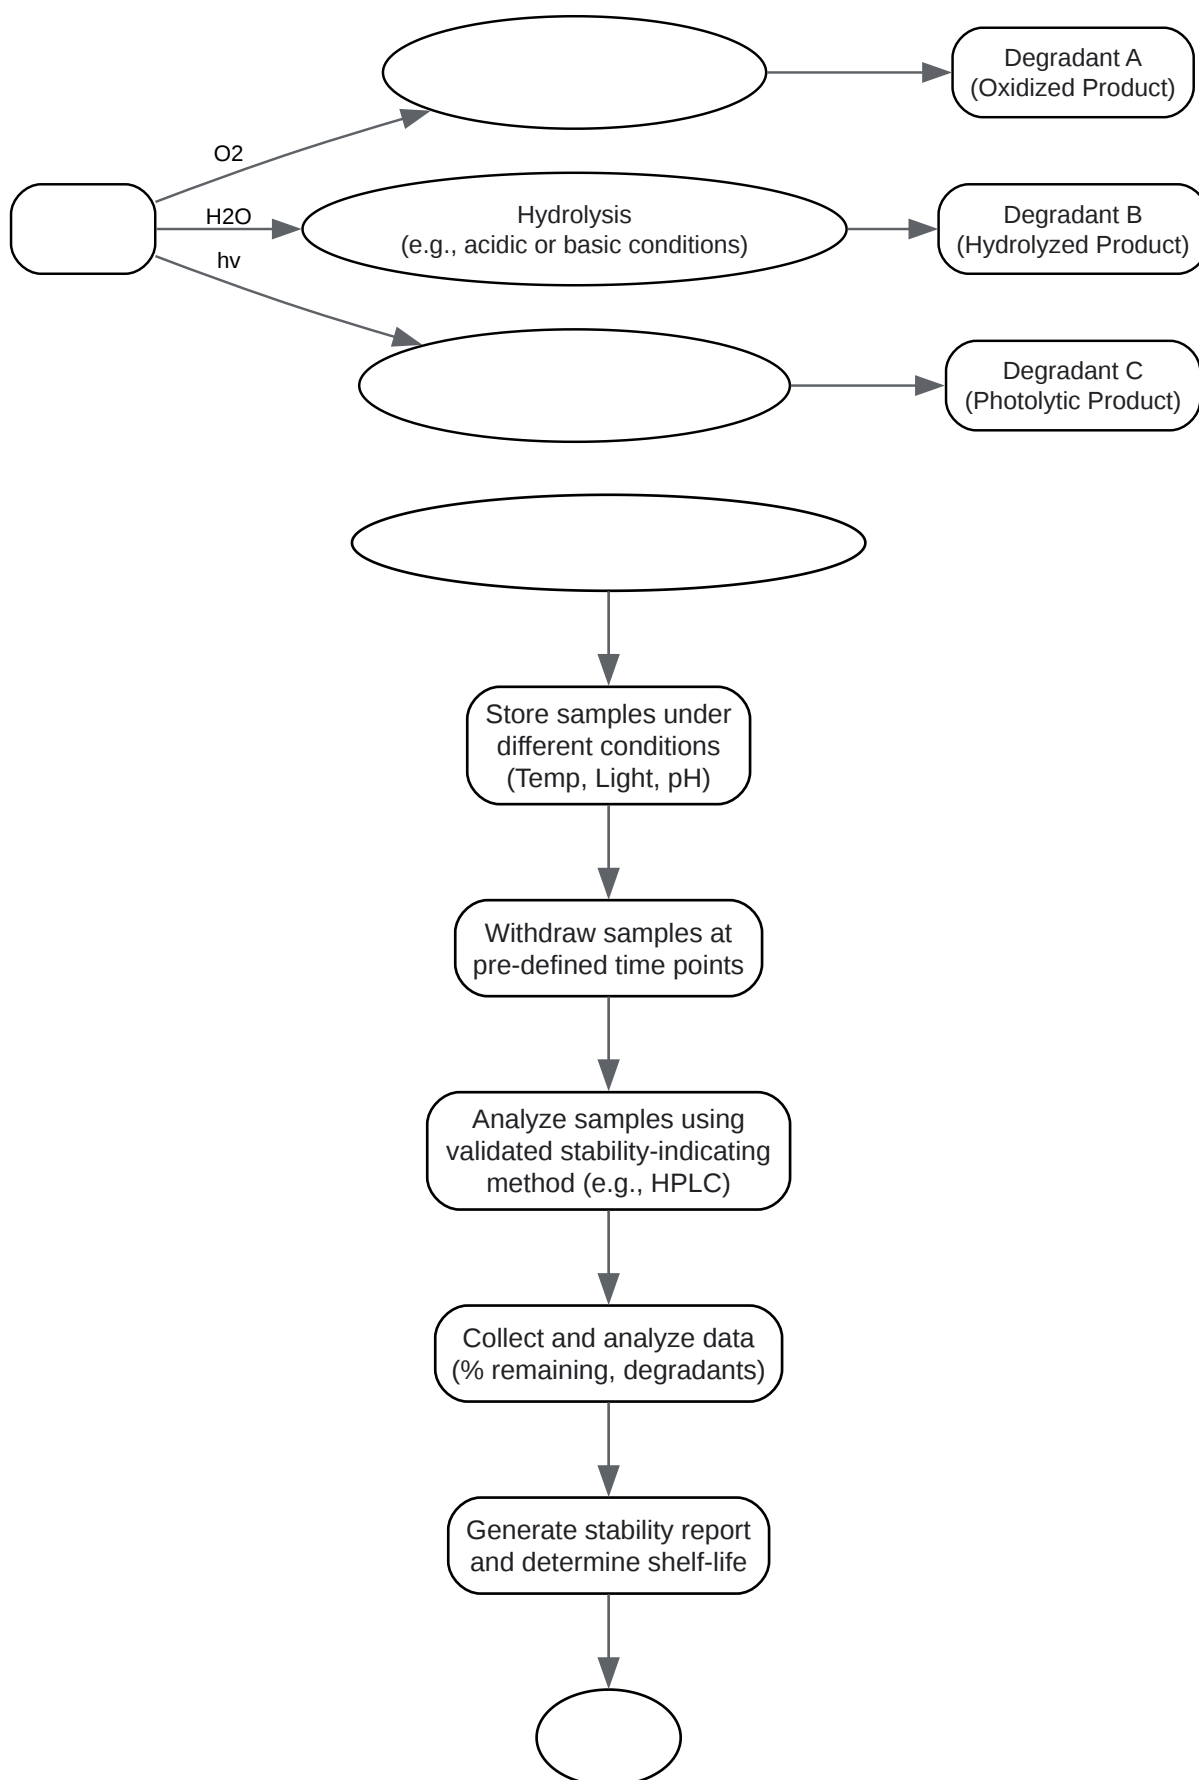 Degradant A
(Oxidized Product)
O2
H2O
Hydrolysis
(e.g., acidic or basic conditions)
Degradant B
(Hydrolyzed Product)
hv
Degradant C
(Photolytic Product)
Store samples under
different conditions
(Temp, Light, pH)
Withdraw samples at
pre-defined time points
Analyze samples using
validated stability-indicating
method (e.g., HPLC)
Collect and analyze data
(% remaining, degradants)
Generate stability report
and determine shelf-life